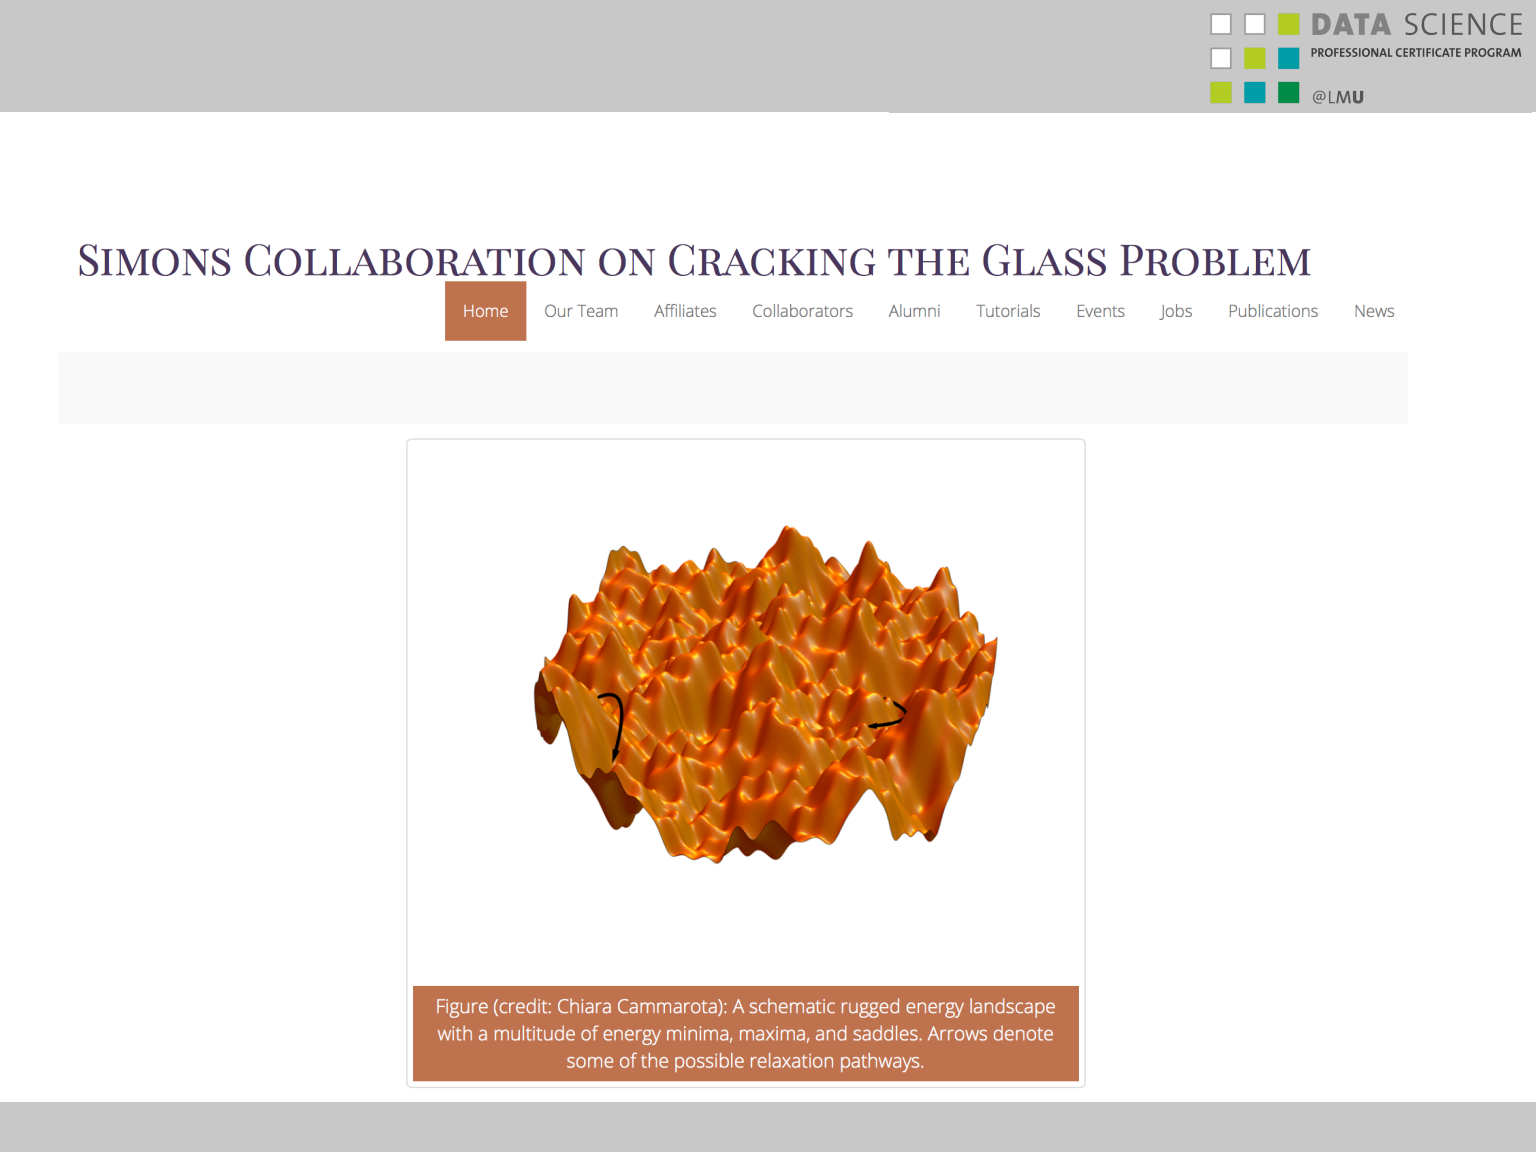 DATA SCIENCE
PROFESSIONAL CERTIFICATE PROGRAM
@LMU
Simons Collaboration on Cracking the Glass Problem
Home Our Team Affiliates Collaborators Alumni Tutorials Events Jobs Publications News
Figure (credit: Chiara Cammarota): A schematic rugged energy landscape
with a multitude of energy minima, maxima, and saddles. Arrows denote
some of the possible relaxation pathways.